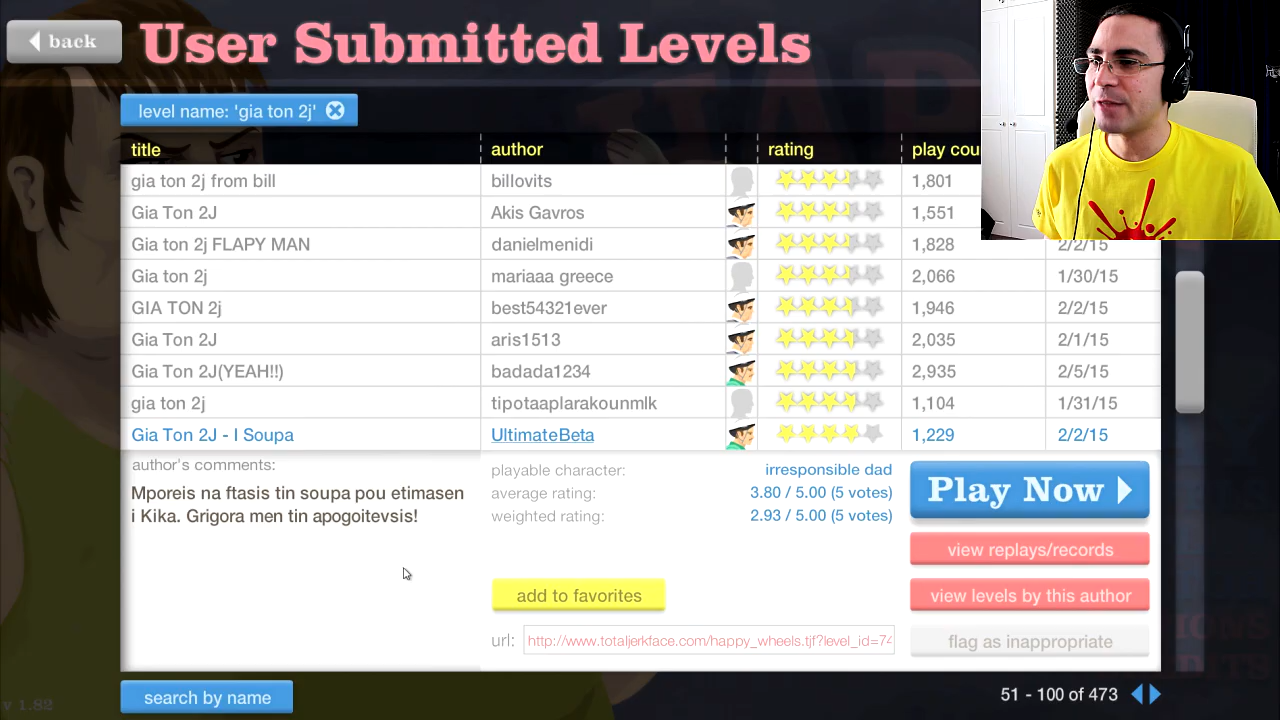 back
User Submitted Levels
level name: 'gia ton 2j'
title author rating play cou
gia ton 2j from bill billovits 1,801
Gia Ton 2J Akis Gavros 1,551
Gia ton 2j FLAPY MAN danielmenidi 1,828 2/2/15
Gia ton 2j mariaaa greece 2,066 1/30/15
GIA TON 2j best54321ever 1,946 2/2/15
Gia Ton 2J aris1513 2,035 2/1/15
Gia Ton 2J(YEAH!!) badada1234 2,935 2/5/15
gia ton 2j tipotaaplarakounmlk 1,104 1/31/15
Gia Ton 2J - I Soupa UltimateBeta 1,229 2/2/15
author's comments:
Mporeis na ftasis tin soupa pou etimasen
i Kika. Grigora men tin apogoitevsis!
playable character: irresponsible dad
average rating: 3.80 / 5.00 (5 votes)
weighted rating: 2.93 / 5.00 (5 votes)
add to favorites
url: http://www.totaljerkface.com/happy_wheels.tjf?level_id=74
Play Now
view replays/records
view levels by this author
flag as inappropriate
search by name
51 - 100 of 473
v 1.82